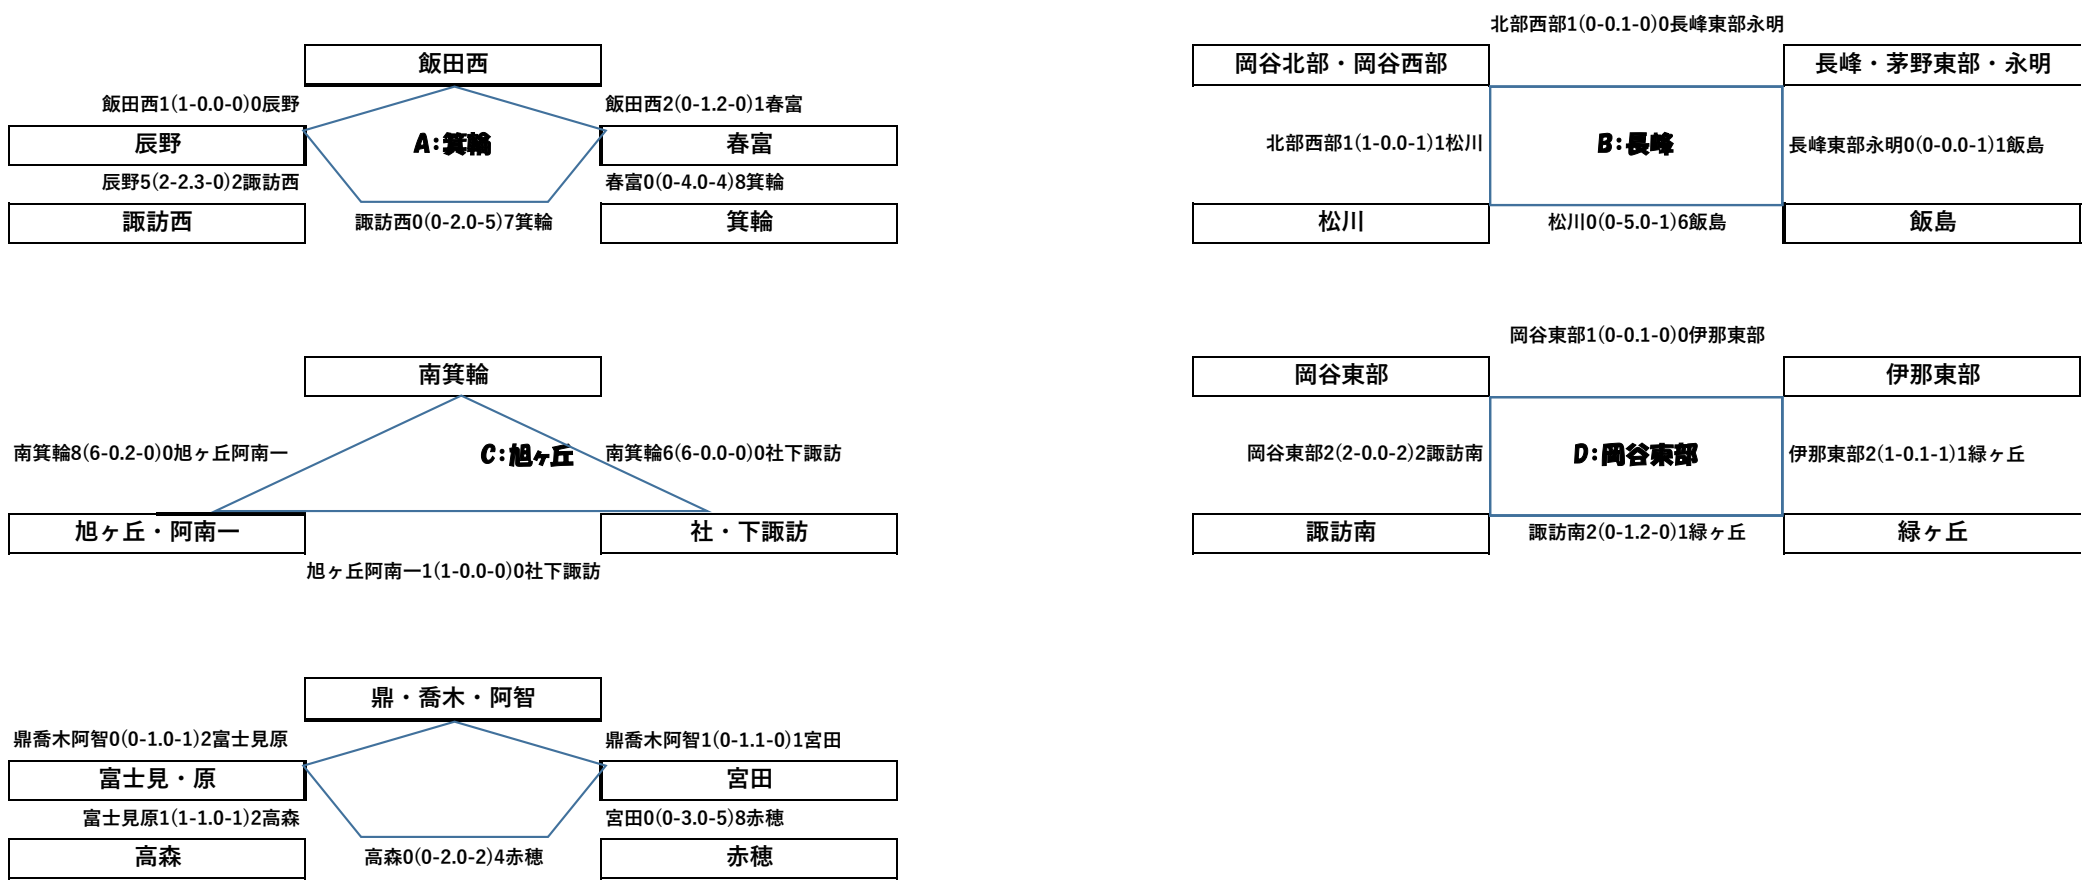 北部西部1(0-0.1-0)0長峰東部永明
飯田西
岡谷北部・岡谷西部
長峰・茅野東部・永明
飯田西1(1-0.0-0)0辰野
飯田西2(0-1.2-0)1春富
辰野
A:箕輪
春富
北部西部1(1-0.0-1)1松川
B:長峰
長峰東部永明0(0-0.0-1)1飯島
辰野5(2-2.3-0)2諏訪西
春富0(0-4.0-4)8箕輪
諏訪西
諏訪西0(0-2.0-5)7箕輪
箕輪
松川
松川0(0-5.0-1)6飯島
飯島
岡谷東部1(0-0.1-0)0伊那東部
南箕輪
岡谷東部
伊那東部
南箕輪8(6-0.2-0)0旭ヶ丘阿南一
C:旭ヶ丘
南箕輪6(6-0.0-0)0社下諏訪
岡谷東部2(2-0.0-2)2諏訪南
D:岡谷東部
伊那東部2(1-0.1-1)1緑ヶ丘
旭ヶ丘・阿南一
社・下諏訪
諏訪南
諏訪南2(0-1.2-0)1緑ヶ丘
緑ヶ丘
旭ヶ丘阿南一1(1-0.0-0)0社下諏訪
鼎・喬木・阿智
鼎喬木阿智0(0-1.0-1)2富士見原
鼎喬木阿智1(0-1.1-0)1宮田
富士見・原
宮田
富士見原1(1-1.0-1)2高森
宮田0(0-3.0-5)8赤穂
高森
高森0(0-2.0-2)4赤穂
赤穂